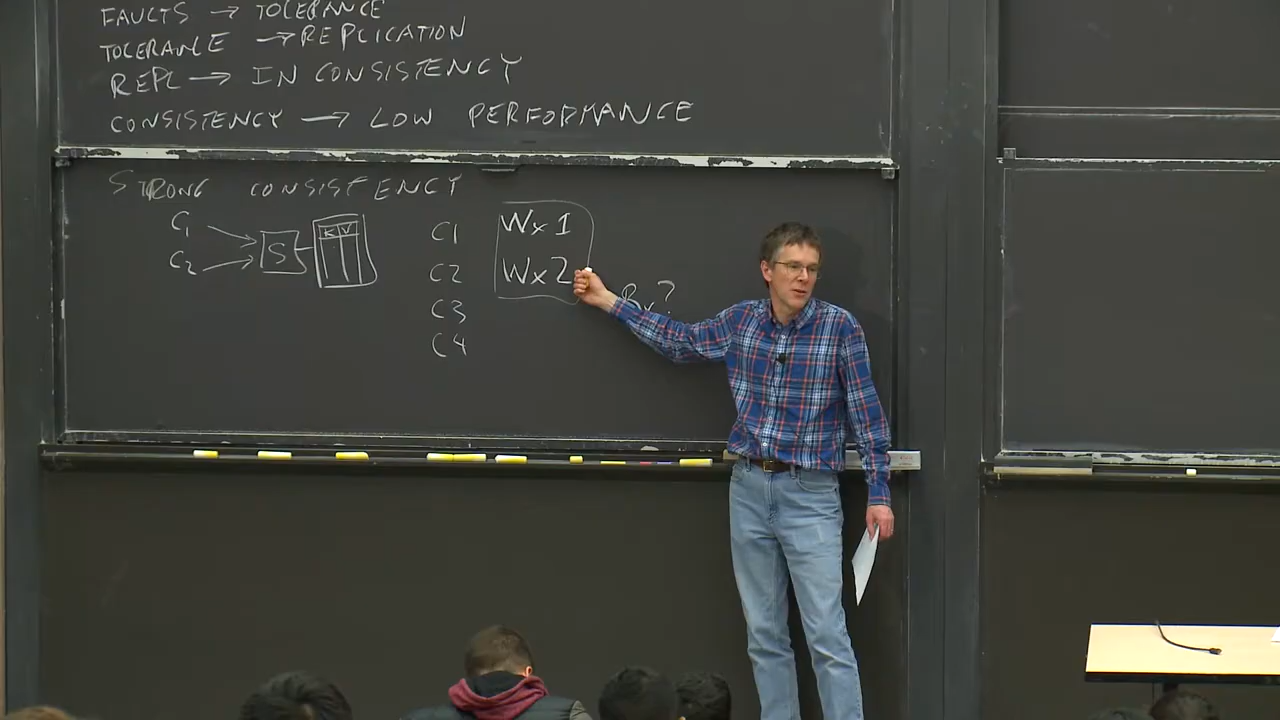 FAULTS → TOLERANCE
TOLERANCE → REPLICATION
REPL → IN CONSISTENCY
CONSISTENCY → LOW PERFORMANCE
STRONG CONSISTENCY
C1
C2
S
K V
C1 Wx1
C2 Wx2
C3 Rx?
C4